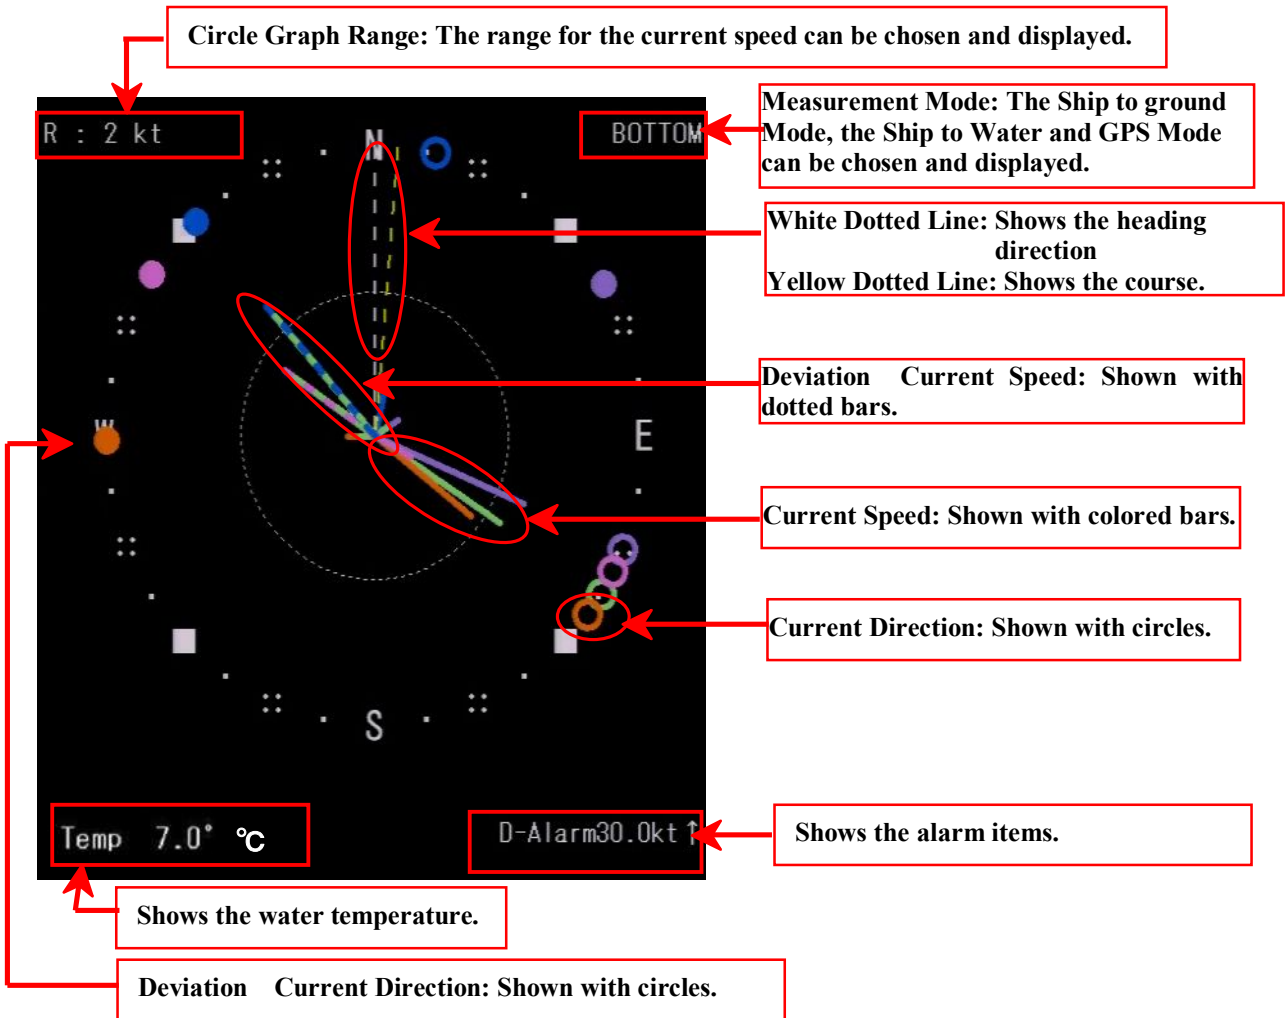 Circle Graph Range: The range for the current speed can be chosen and displayed.
R : 2 kt
BOTTOM
Measurement Mode: The Ship to ground
Mode, the Ship to Water and GPS Mode
can be chosen and displayed.
N
White Dotted Line: Shows the heading
direction
Yellow Dotted Line: Shows the course.
Deviation Current Speed: Shown with
dotted bars.
W
E
Current Speed: Shown with colored bars.
Current Direction: Shown with circles.
S
Temp 7.0° ℃
D-Alarm30.0kt↑
Shows the alarm items.
Shows the water temperature.
Deviation Current Direction: Shown with circles.